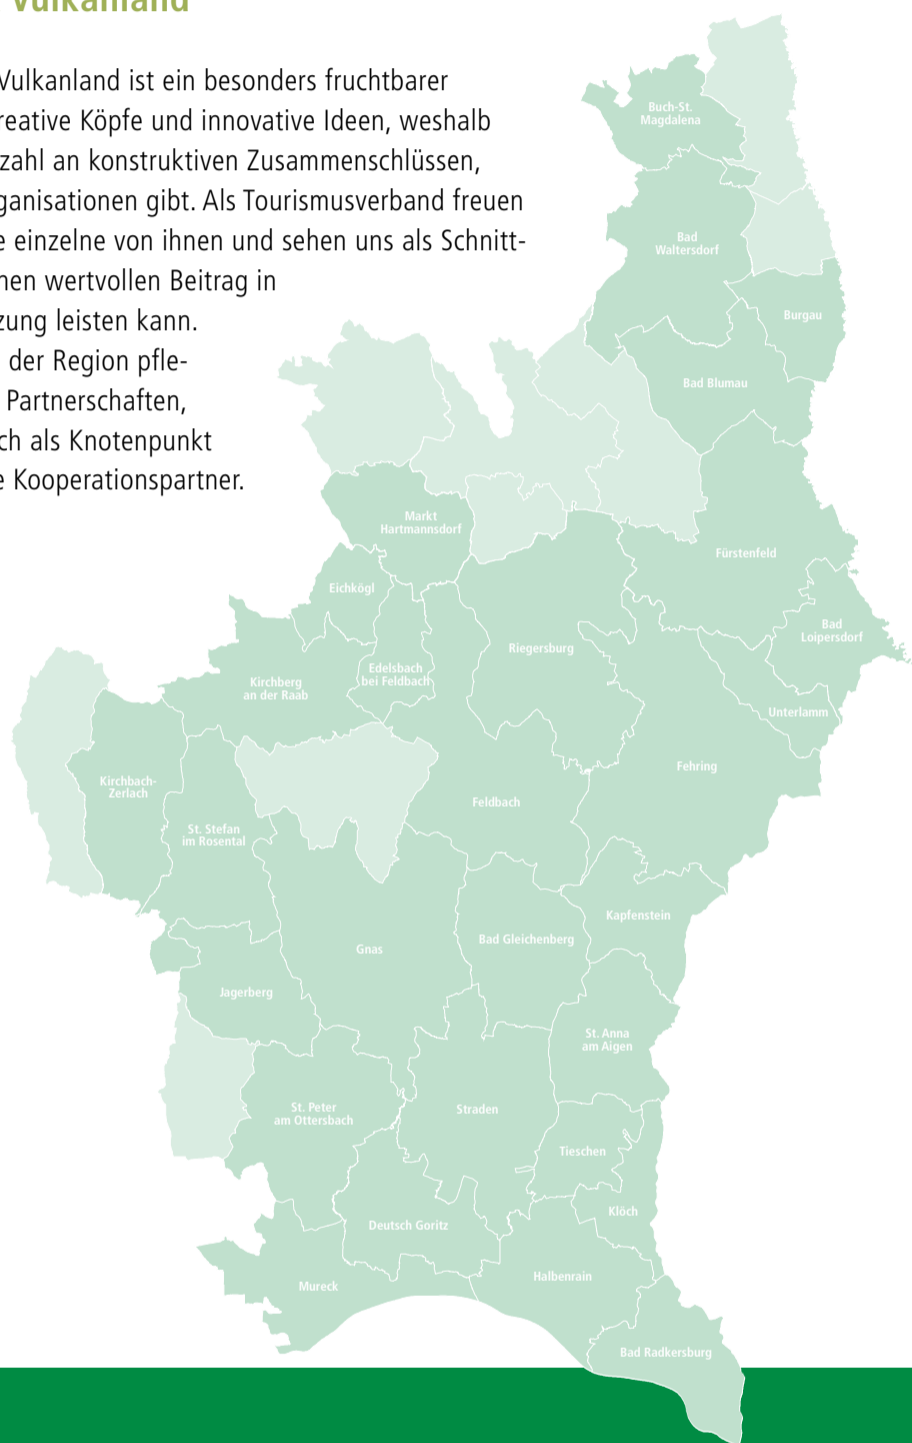 Vulkanland
Vulkanland ist ein besonders fruchtbarer
reative Köpfe und innovative Ideen, weshalb
zahl an konstruktiven Zusammenschlüssen,
ganisationen gibt. Als Tourismusverband freuen
e einzelne von ihnen und sehen uns als Schnitt-
nen wertvollen Beitrag in
zung leisten kann.
der Region pfle-
Partnerschaften,
ch als Knotenpunkt
e Kooperationspartner.
Buch-St.
Magdalena
Bad
Waltersdorf
Burgau
Bad Blumau
Markt
Hartmannsdorf
Fürstenfeld
Eichkögl
Bad
Loipersdorf
Riegersburg
Edelsbach
bei Feldbach
Kirchberg
an der Raab
Unterlamm
Fehring
Kirchbach-
Zerlach
Feldbach
St. Stefan
im Rosental
Kapfenstein
Bad Gleichenberg
Gnas
Jagerberg
St. Anna
am Aigen
St. Peter
am Ottersbach
Straden
Tieschen
Klöch
Deutsch Goritz
Halbenrain
Mureck
Bad Radkersburg